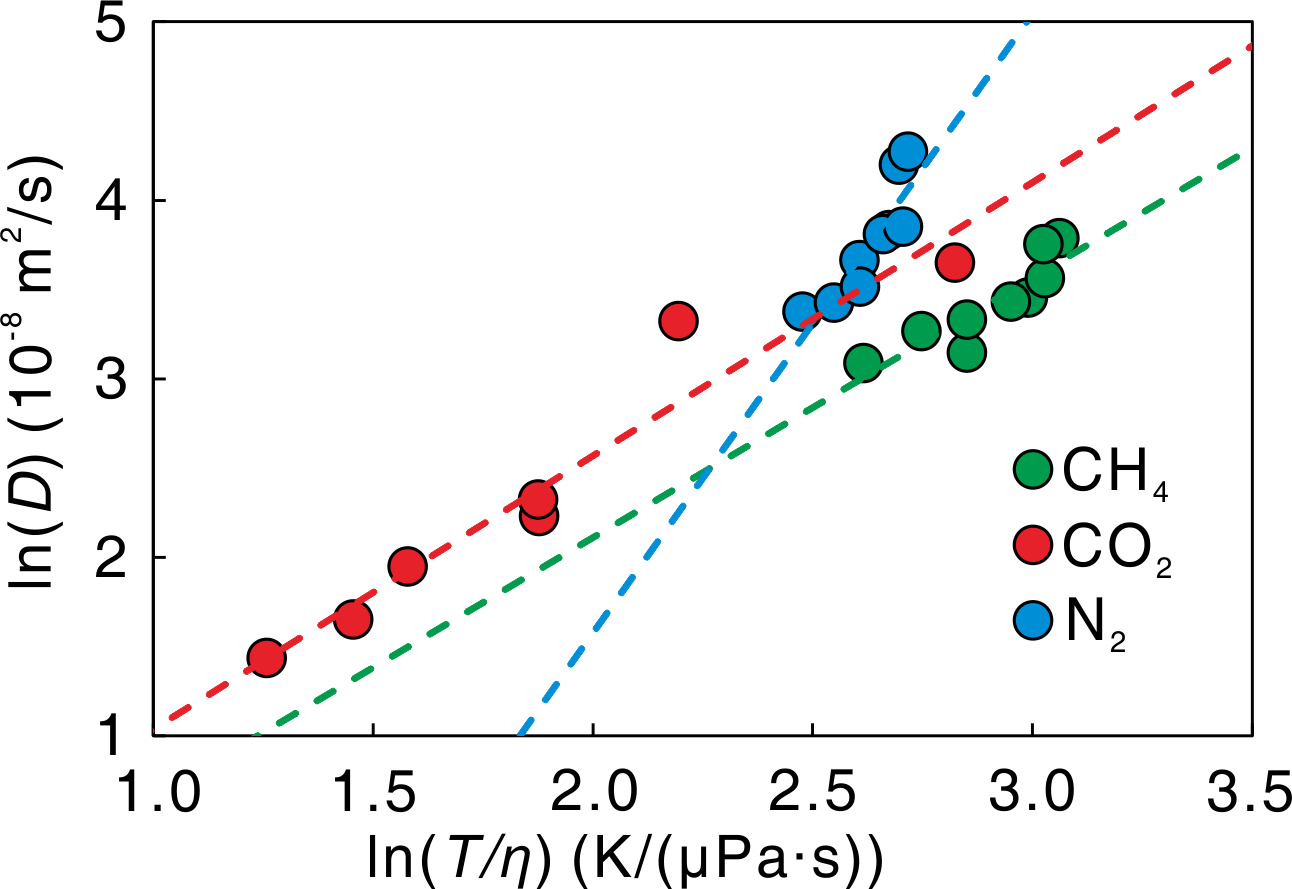 5
4
3
2
1
ln(D) (10⁻⁸ m²/s)
CH₄
CO₂
N₂
1.0 1.5 2.0 2.5 3.0 3.5
ln(T/η) (K/(μPa·s))